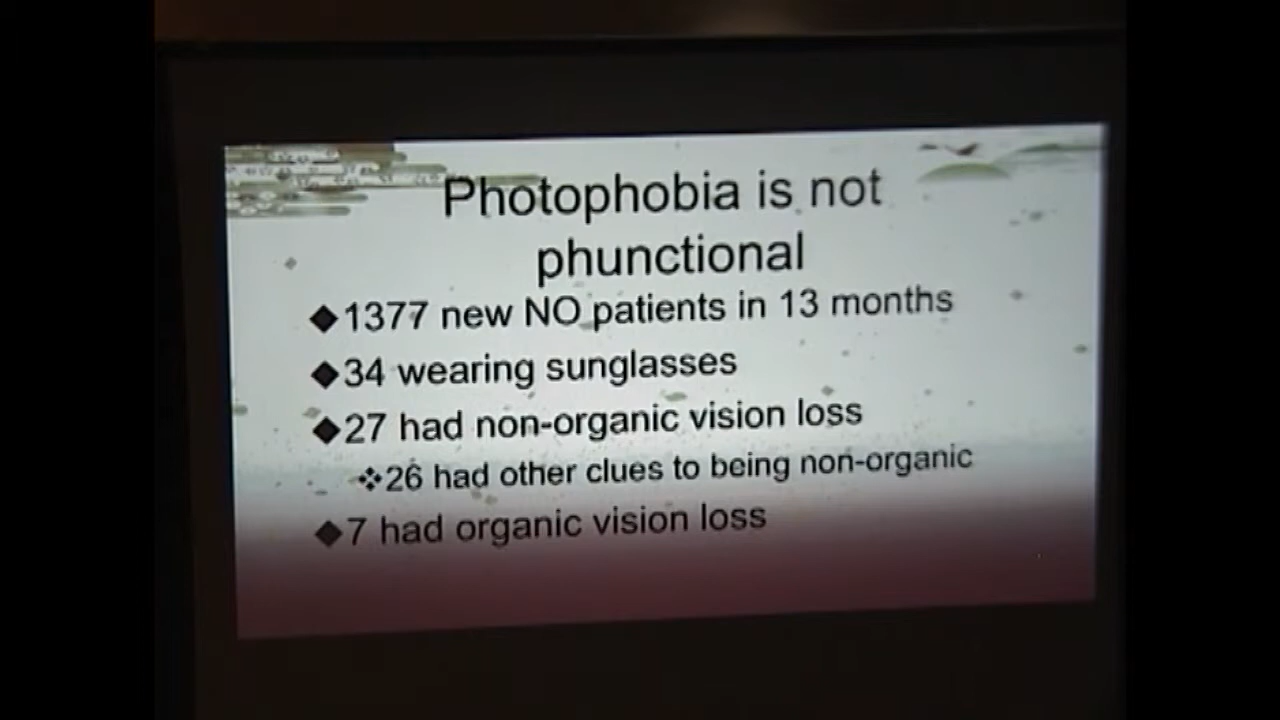 Photophobia is not
phunctional
1377 new NO patients in 13 months
34 wearing sunglasses
27 had non-organic vision loss
26 had other clues to being non-organic
7 had organic vision loss